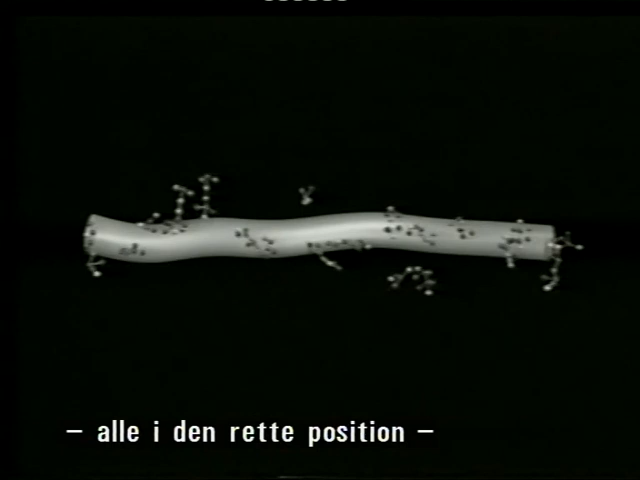 – alle i den rette position –